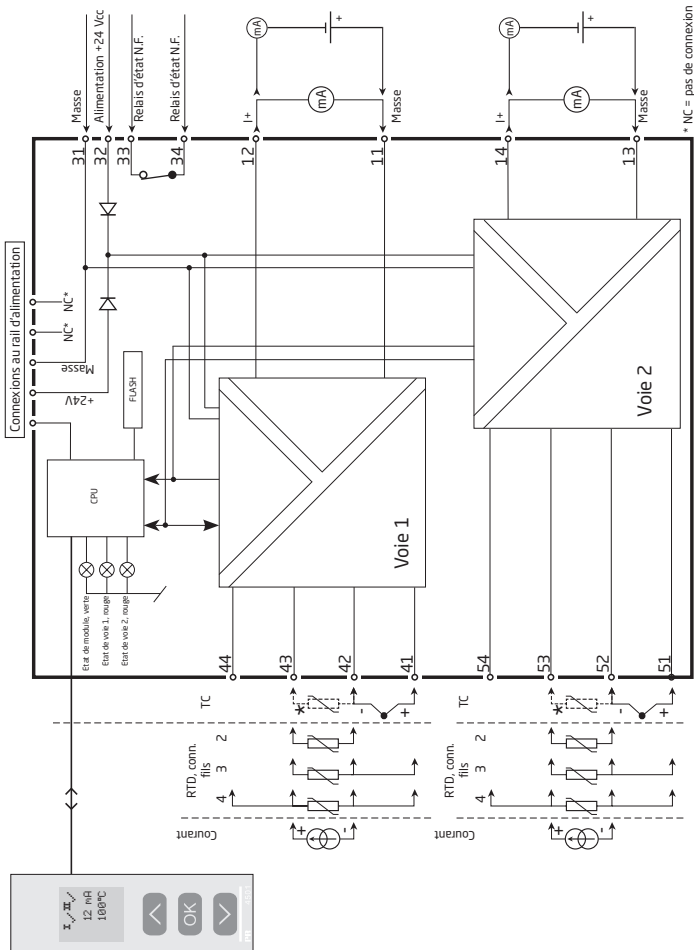 Connexions au rail d'alimentation
+24V
Masse
NC*
NC*
31
Masse
32
Alimentation +24 Vcc
33
Relais d'état N.F.
34
Relais d'état N.F.
12
I+
mA
mA
+
11
Masse
14
I+
mA
mA
+
13
Masse
* NC = pas de connexion
CPU
FLASH
Etat de module, verte
Etat de voie 1, rouge
Etat de voie 2, rouge
Voie 1
Voie 2
44
43
42
41
54
53
52
51
TC
*
-
+
RTD, conn.
fils
2
3
4
Courant
+
-
TC
*
-
+
RTD, conn.
fils
2
3
4
Courant
+
-
I II
12 mA
100°C
OK